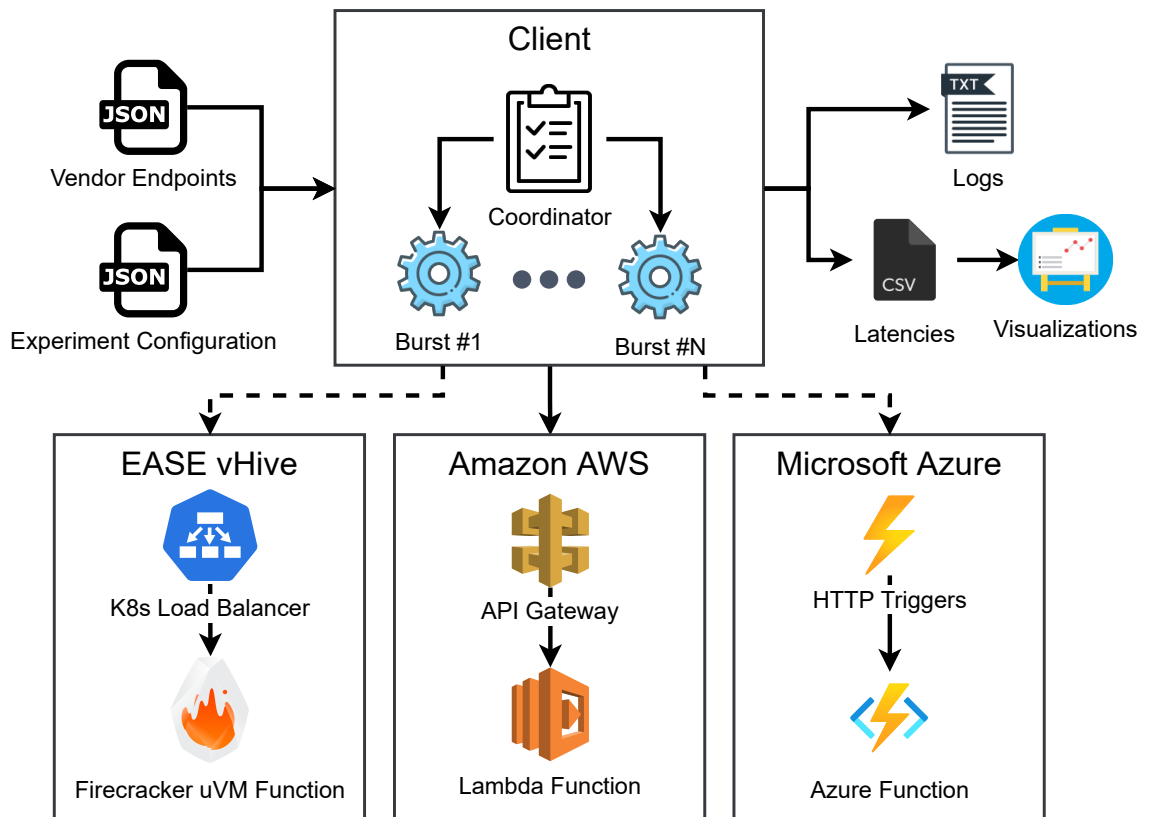 Client
JSON
Vendor Endpoints
JSON
Experiment Configuration
Coordinator
Burst #1
Burst #N
TXT
Logs
CSV
Latencies
Visualizations
EASE vHive
K8s Load Balancer
Firecracker uVM Function
Amazon AWS
API Gateway
Lambda Function
Microsoft Azure
HTTP Triggers
Azure Function